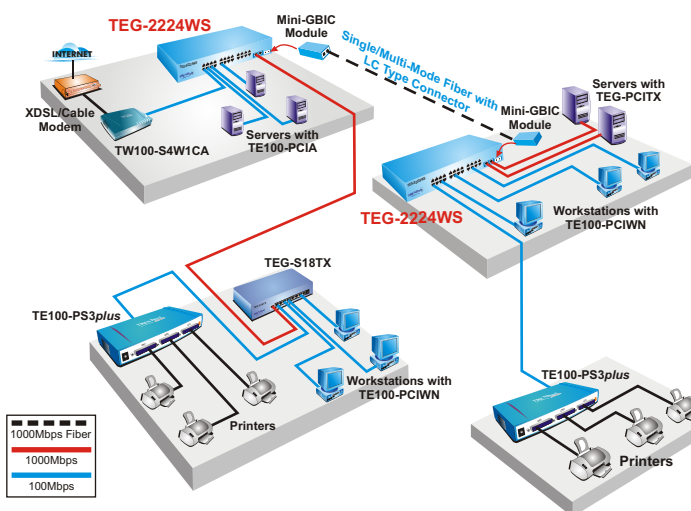 TEG-2224WS
Mini-GBIC
Module
INTERNET
Single/Multi-Mode Fiber with
LC Type Connector
XDSL/Cable
Modem
TW100-S4W1CA
Servers with
TE100-PCIA
Servers with
TEG-PCITX
Mini-GBIC
Module
TEG-2224WS
Workstations with
TE100-PCIWN
TEG-S18TX
TE100-PS3plus
Workstations with
TE100-PCIWN
Printers
TE100-PS3plus
Printers
1000Mbps Fiber
1000Mbps
100Mbps